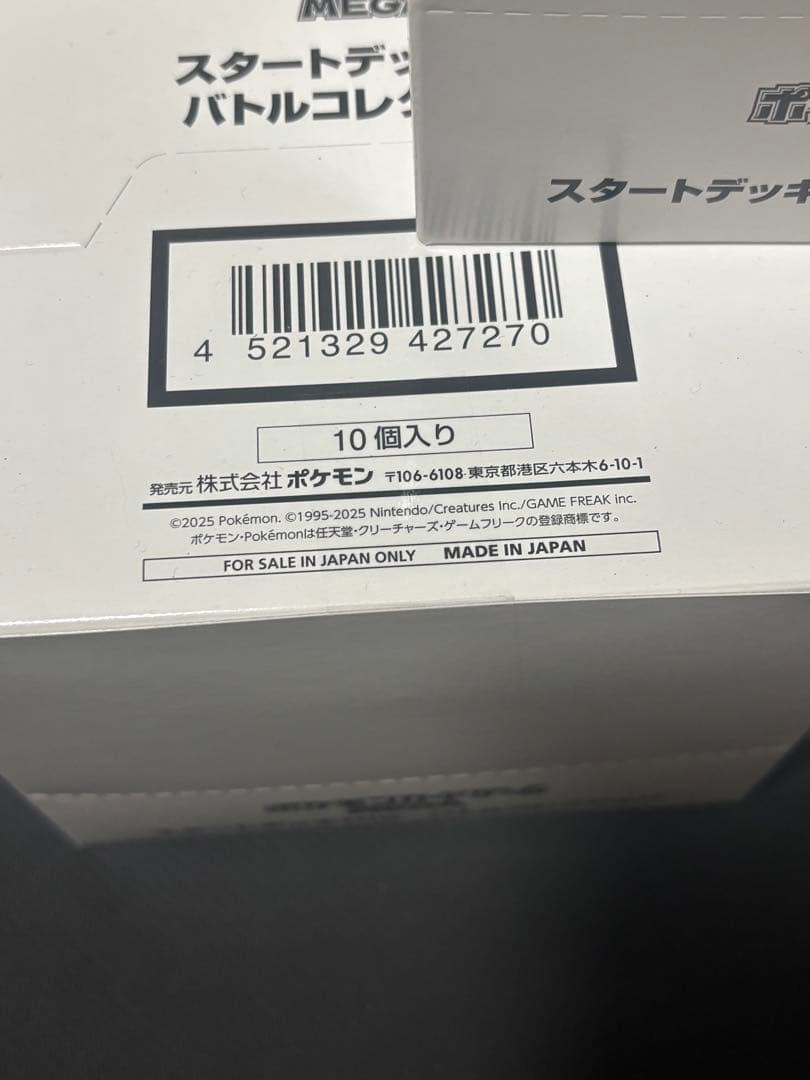 MEG
スタートデッ
バトルコレク
ポケ
スタートデッキ
4 521329 427270
10個入り
発売元 株式会社 ポケモン 〒106-6108 東京都港区六本木6-10-1
©2025 Pokémon. ©1995-2025 Nintendo/Creatures Inc./GAME FREAK inc.
ポケモン・Pokémonは任天堂・クリーチャーズ・ゲームフリークの登録商標です。
FOR SALE IN JAPAN ONLY MADE IN JAPAN